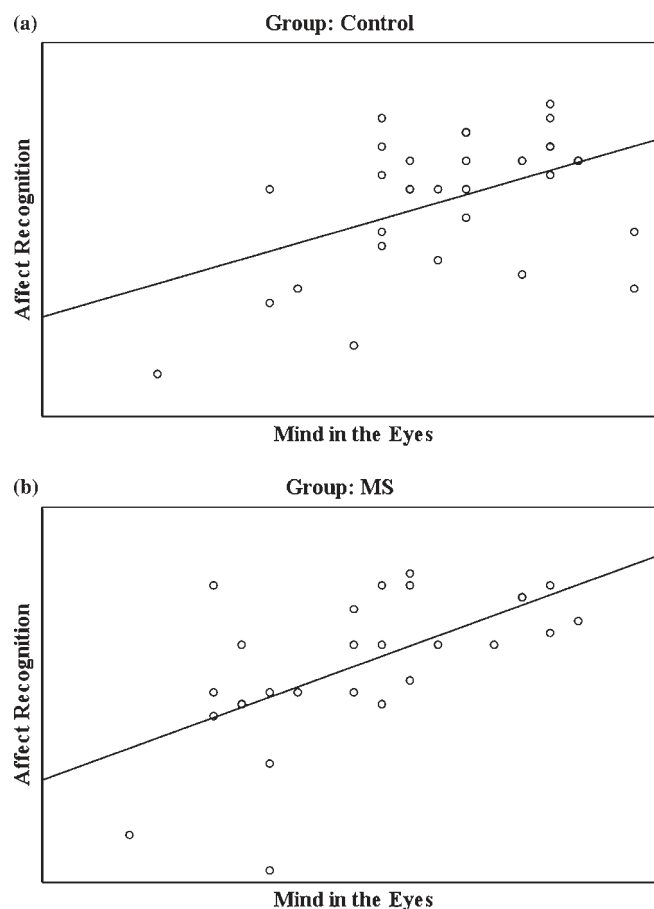 (a)
Group: Control
Affect Recognition
Mind in the Eyes
(b)
Group: MS
Affect Recognition
Mind in the Eyes